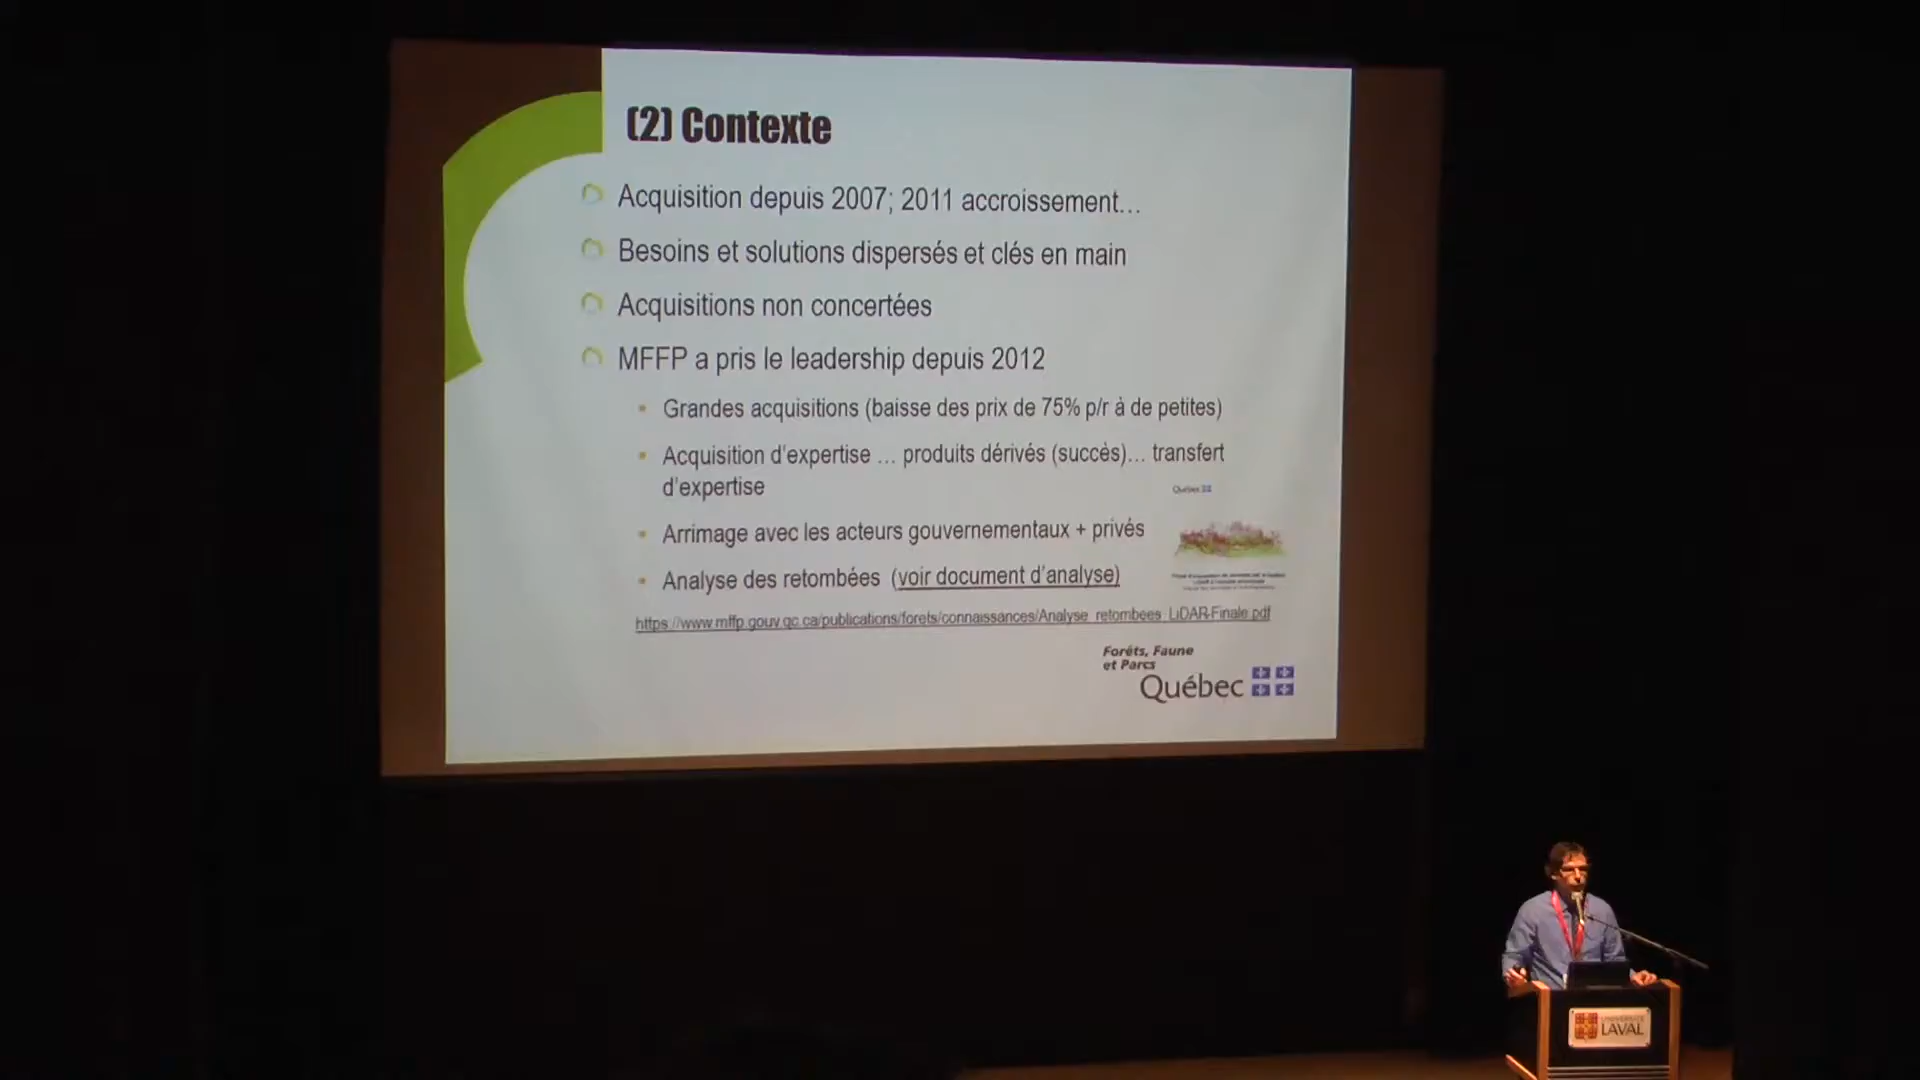 (2) Contexte
Acquisition depuis 2007; 2011 accroissement…
Besoins et solutions dispersés et clés en main
Acquisitions non concertées
MFFP a pris le leadership depuis 2012
Grandes acquisitions (baisse des prix de 75% p/r à de petites)
Acquisition d'expertise … produits dérivés (succès)… transfert
d'expertise
Québec
Arrimage avec les acteurs gouvernementaux + privés
Analyse des retombées (voir document d'analyse)
https://www.mffp.gouv.qc.ca/publications/forets/connaissances/Analyse_retombees_LiDAR-Finale.pdf
Forêts, Faune
et Parcs
Québec
UNIVERSITÉ
LAVAL